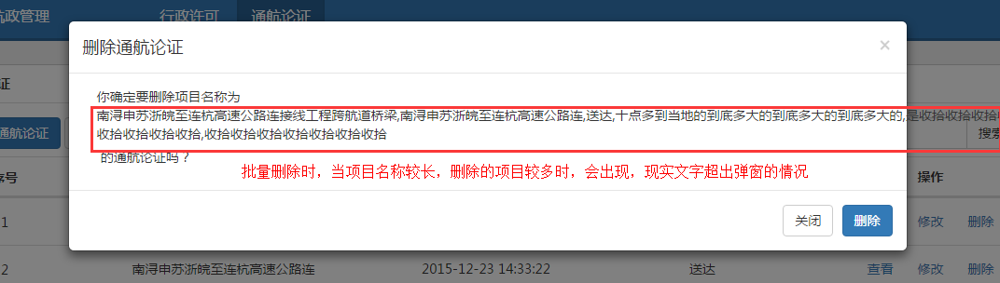 航政管理 行政许可 通航论证
删除通航论证 ×
证
你确定要删除项目名称为
南浔申苏浙皖至连杭高速公路连接线工程跨航道桥梁,南浔申苏浙皖至连杭高速公路连,送达,十点多到当地的到底多大的到底多大的到底多大的,是收拾收拾收拾
通航论证 搜索
收拾收拾收拾收拾,收拾收拾收拾收拾收拾收拾收拾
的通航论证吗？
批量删除时，当项目名称较长，删除的项目较多时，会出现，现实文字超出弹窗的情况
序号 操作
关闭 删除
1 修改 删除
2 南浔申苏浙皖至连杭高速公路连 2015-12-23 14:33:22 送达 查看 修改 删除